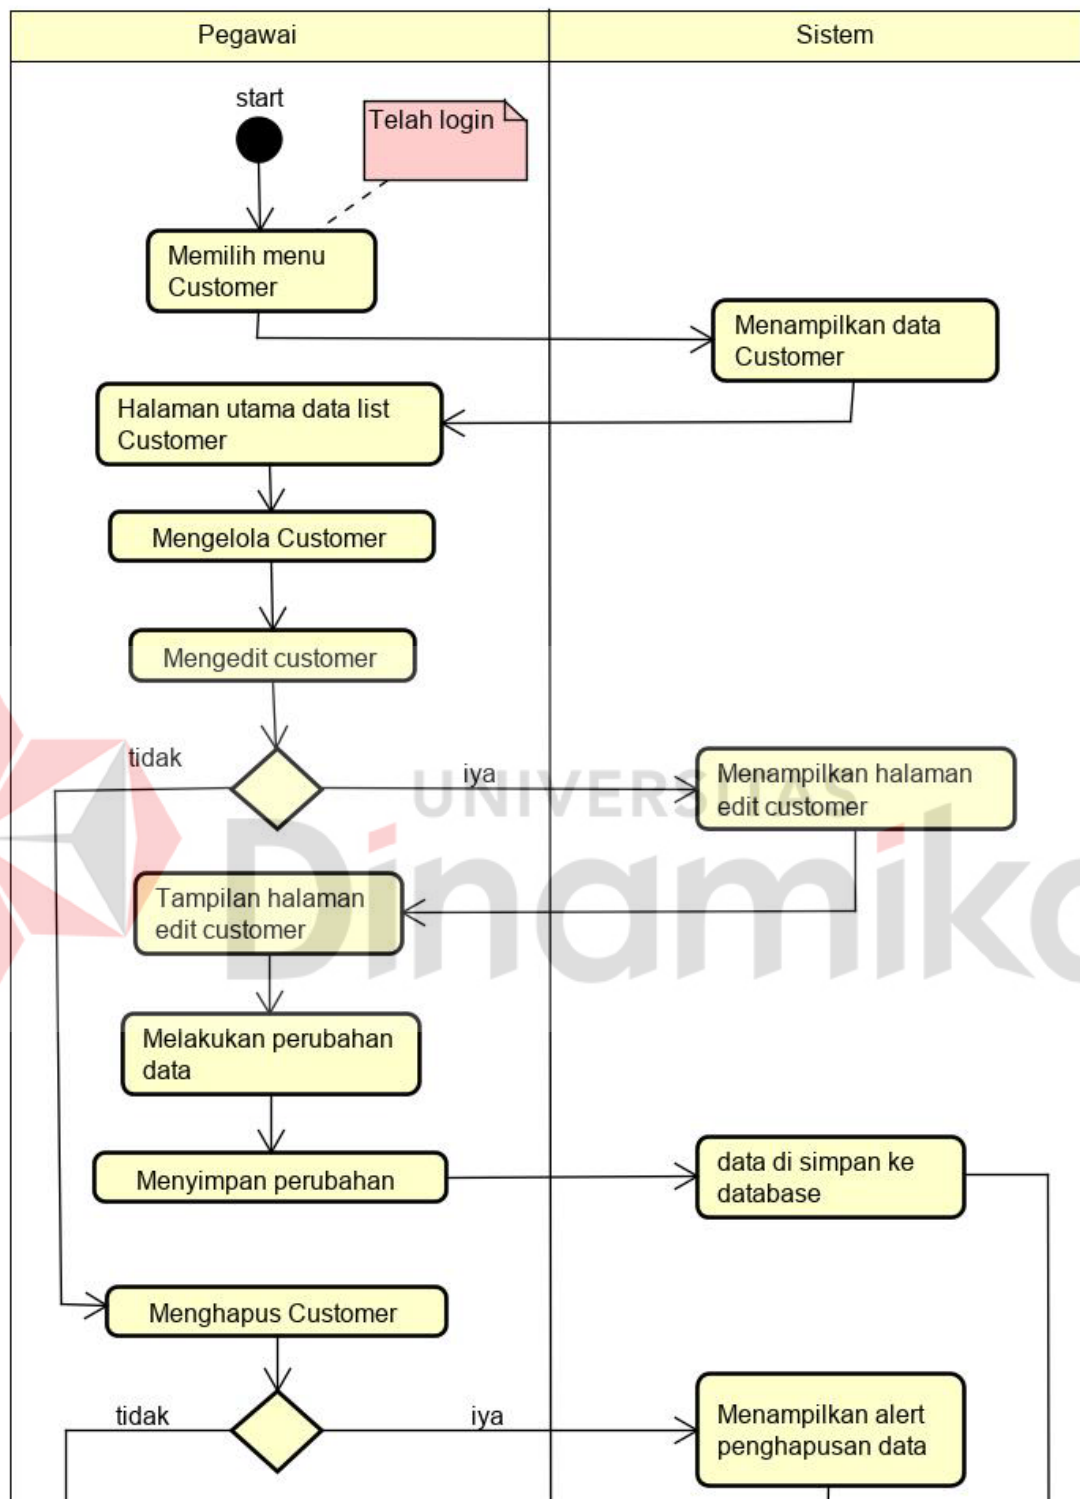 Pegawai
Sistem
start
Telah login
Memilih menu
Customer
Menampilkan data
Customer
Halaman utama data list
Customer
Mengelola Customer
Mengedit customer
tidak
iya
Menampilkan halaman
edit customer
UNIVERSITAS
Dinamika
Tampilan halaman
edit customer
Melakukan perubahan
data
Menyimpan perubahan
data di simpan ke
database
Menghapus Customer
tidak
iya
Menampilkan alert
penghapusan data